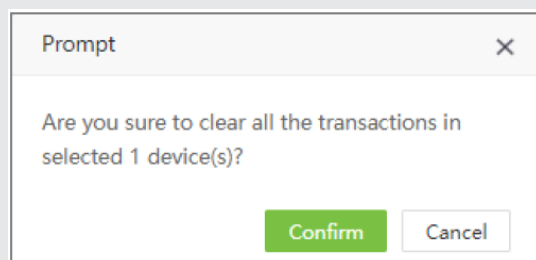 Prompt
Are you sure to clear all the transactions in
selected 1 device(s)?
Confirm Cancel